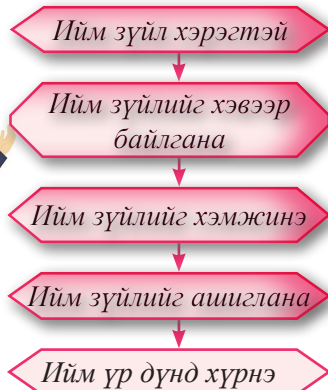 Ийм зүйл хэрэгтэй
Ийм зүйлийг хэвээр
байлгана
Ийм зүйлийг хэмжинэ
Ийм зүйлийг ашиглана
Ийм үр дүнд хүрнэ